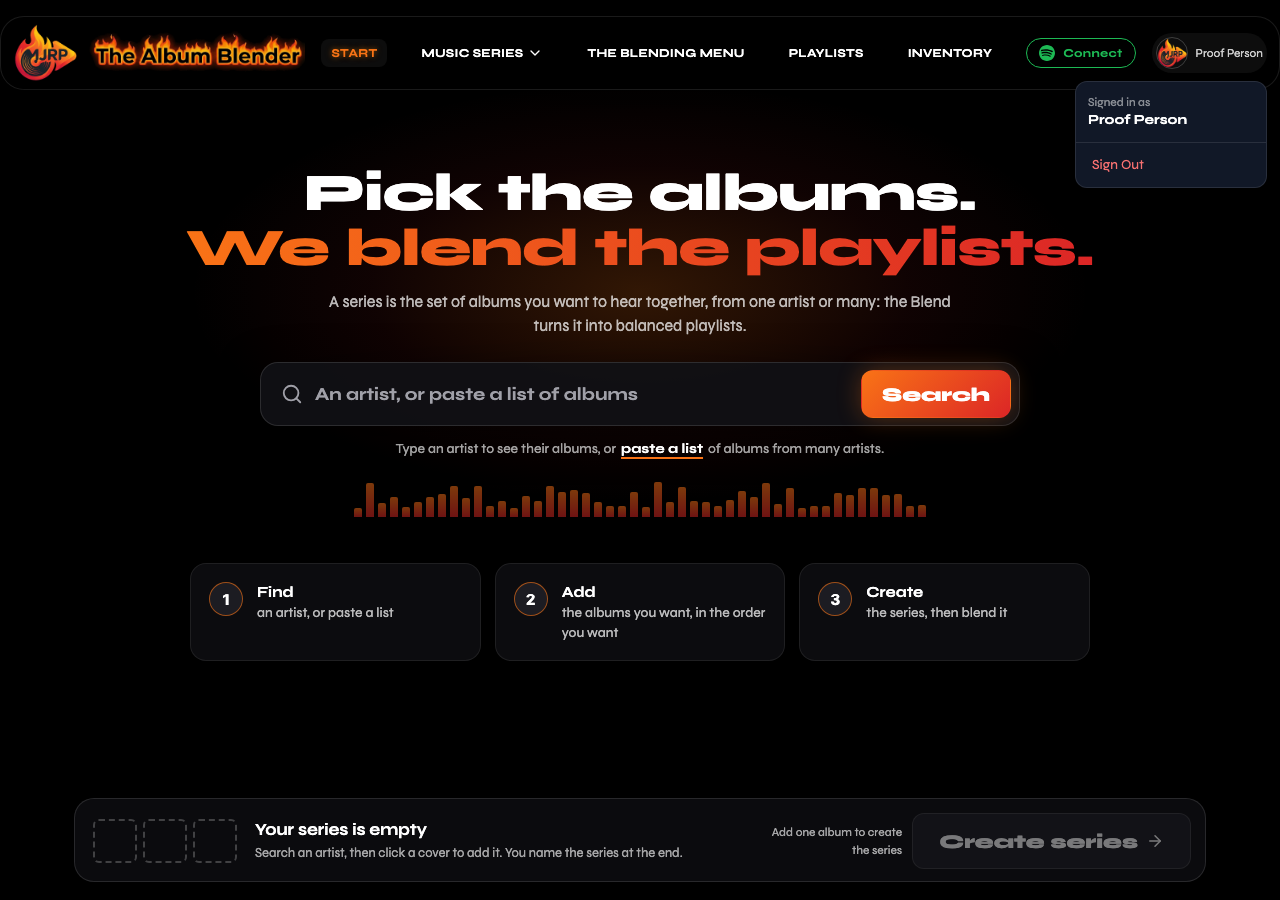 MJRP The Album Blender START MUSIC SERIES THE BLENDING MENU PLAYLISTS INVENTORY Connect Proof Person
Signed in as
Proof Person
Sign Out
Pick the albums.
We blend the playlists.
A series is the set of albums you want to hear together, from one artist or many: the Blend
turns it into balanced playlists.
An artist, or paste a list of albums Search
Type an artist to see their albums, or paste a list of albums from many artists.
1 Find
an artist, or paste a list
2 Add
the albums you want, in the order
you want
3 Create
the series, then blend it
Your series is empty
Search an artist, then click a cover to add it. You name the series at the end.
Add one album to create
the series
Create series